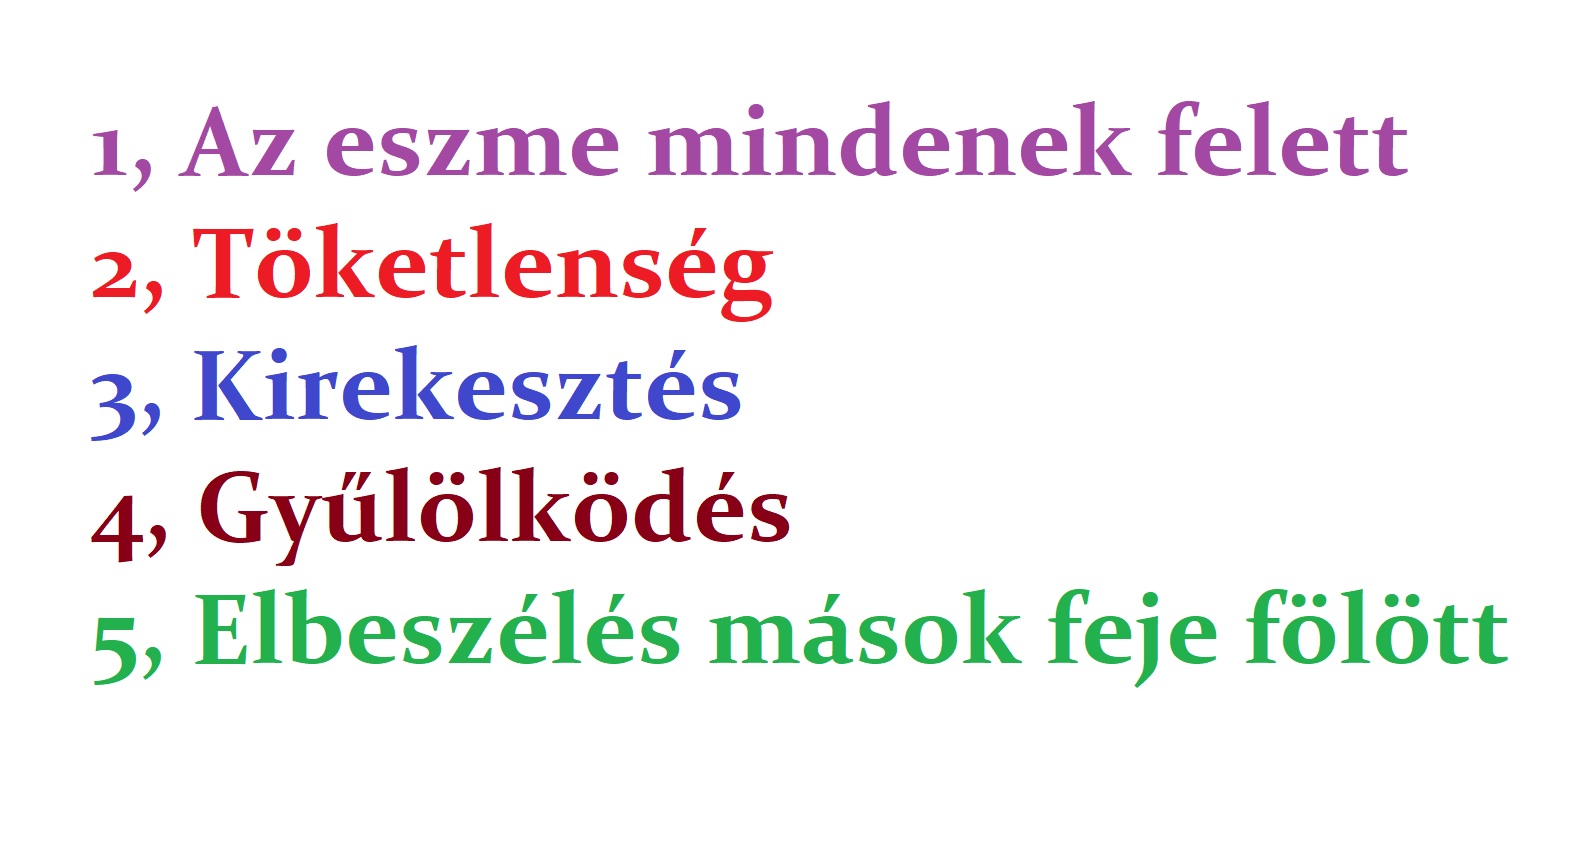 1, Az eszme mindenek felett
2, Töketlenség
3, Kirekesztés
4, Gyűlölködés
5, Elbeszélés mások feje fölött